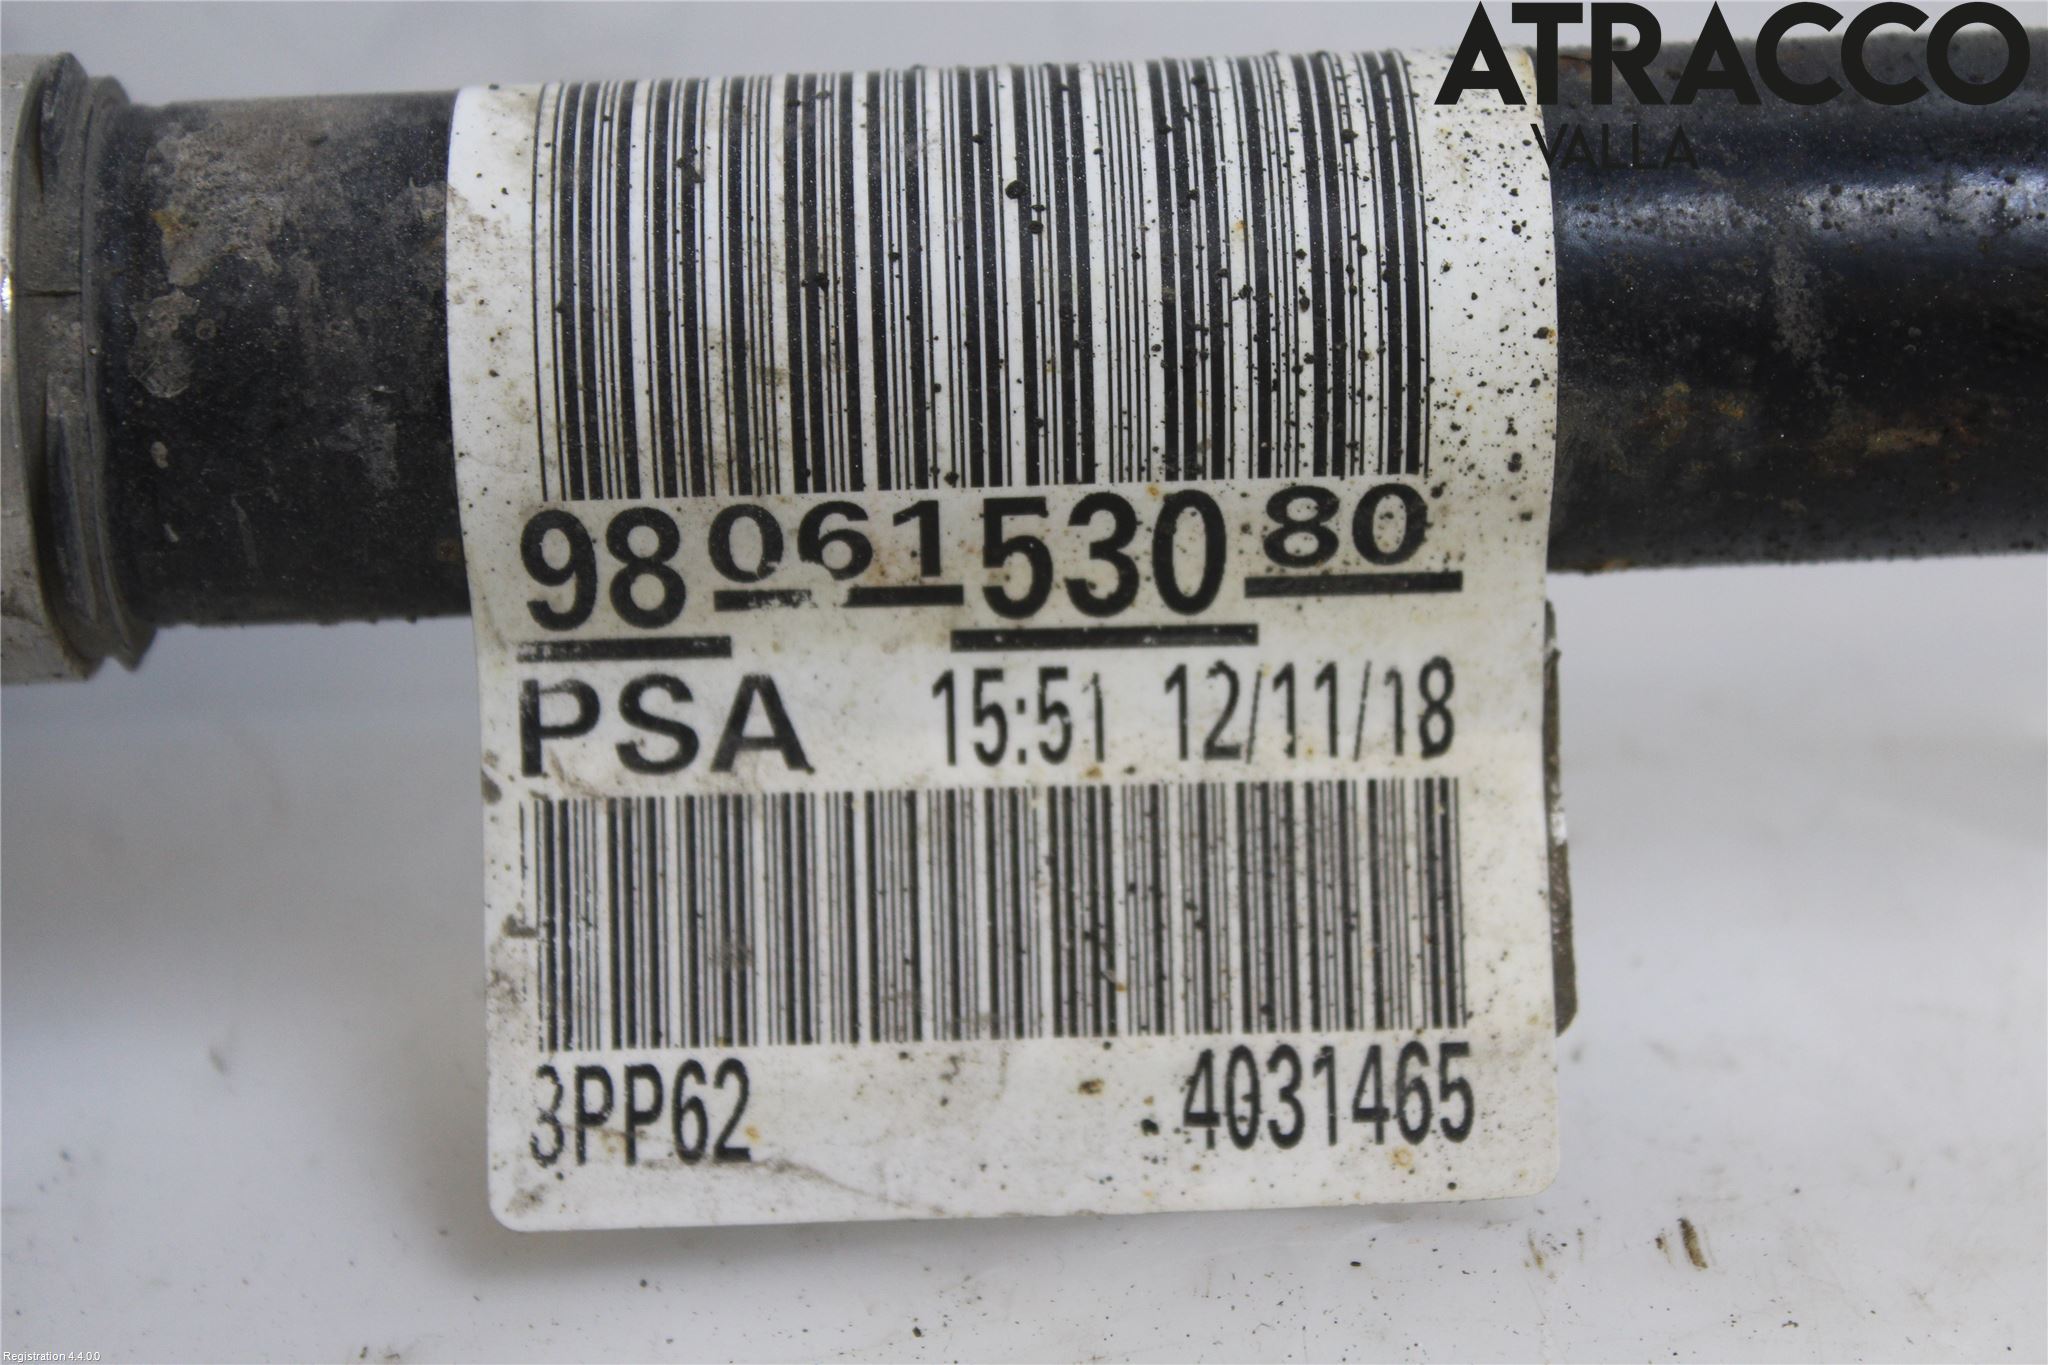 ATRACCO
VALLA
9806153080
PSA 15:51 12/11/18
3PP62 4031465
Registration 4.4.0.0